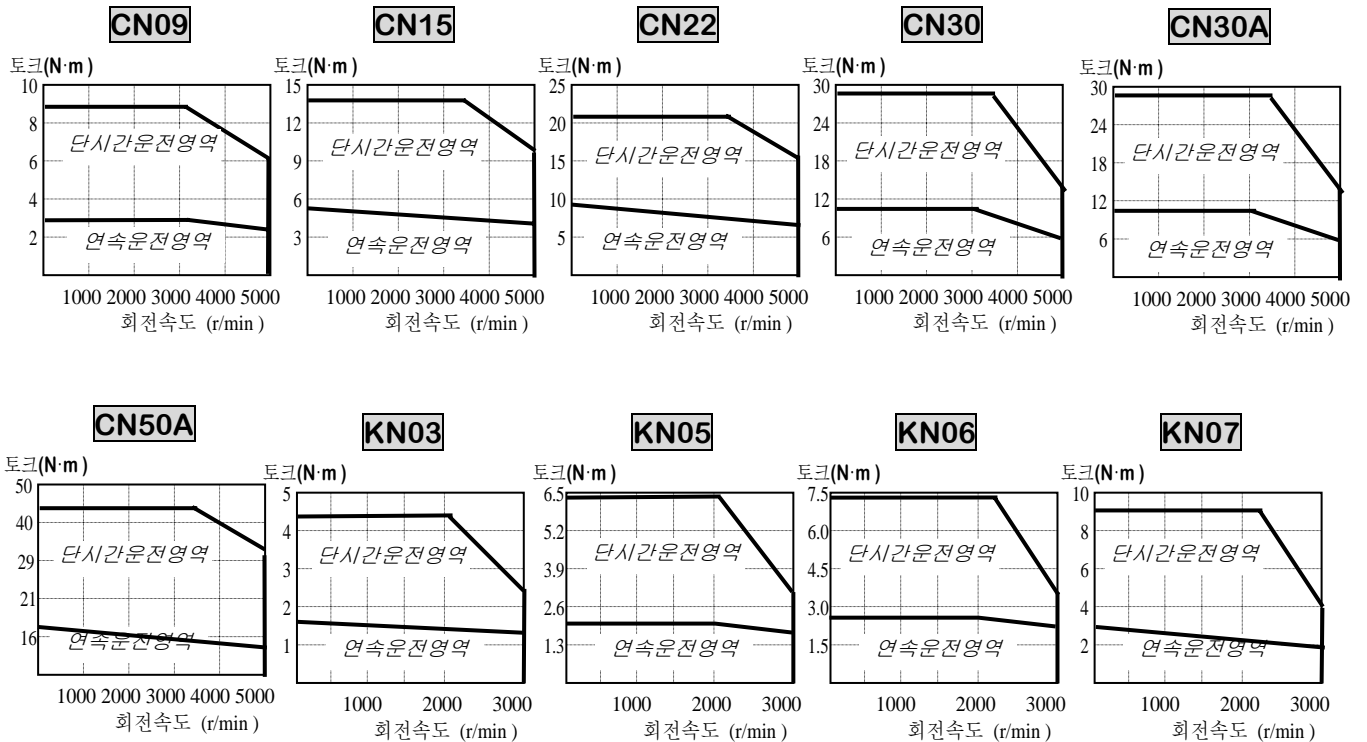 CN09
토크(N·m)
10
8
6
4
2
단시간운전영역
연속운전영역
1000 2000 3000 4000 5000
회전속도 (r/min)
CN15
토크(N·m)
15
12
9
6
3
단시간운전영역
연속운전영역
1000 2000 3000 4000 5000
회전속도 (r/min)
CN22
토크(N·m)
25
20
15
10
5
단시간운전영역
연속운전영역
1000 2000 3000 4000 5000
회전속도 (r/min)
CN30
토크(N·m)
30
24
18
12
6
단시간운전영역
연속운전영역
1000 2000 3000 4000 5000
회전속도 (r/min)
CN30A
토크(N·m)
30
24
18
12
6
단시간운전영역
연속운전영역
1000 2000 3000 4000 5000
회전속도 (r/min)
CN50A
토크(N·m)
50
40
29
21
16
단시간운전영역
연속운전영역
1000 2000 3000 4000 5000
회전속도 (r/min)
KN03
토크(N·m)
5
4
3
2
1
단시간운전영역
연속운전영역
1000 2000 3000
회전속도 (r/min)
KN05
토크(N·m)
6.5
5.2
3.9
2.6
1.3
단시간운전영역
연속운전영역
1000 2000 3000
회전속도 (r/min)
KN06
토크(N·m)
7.5
6.0
4.5
3.0
1.5
단시간운전영역
연속운전영역
1000 2000 3000
회전속도 (r/min)
KN07
토크(N·m)
10
8
6
4
2
단시간운전영역
연속운전영역
1000 2000 3000
회전속도 (r/min)